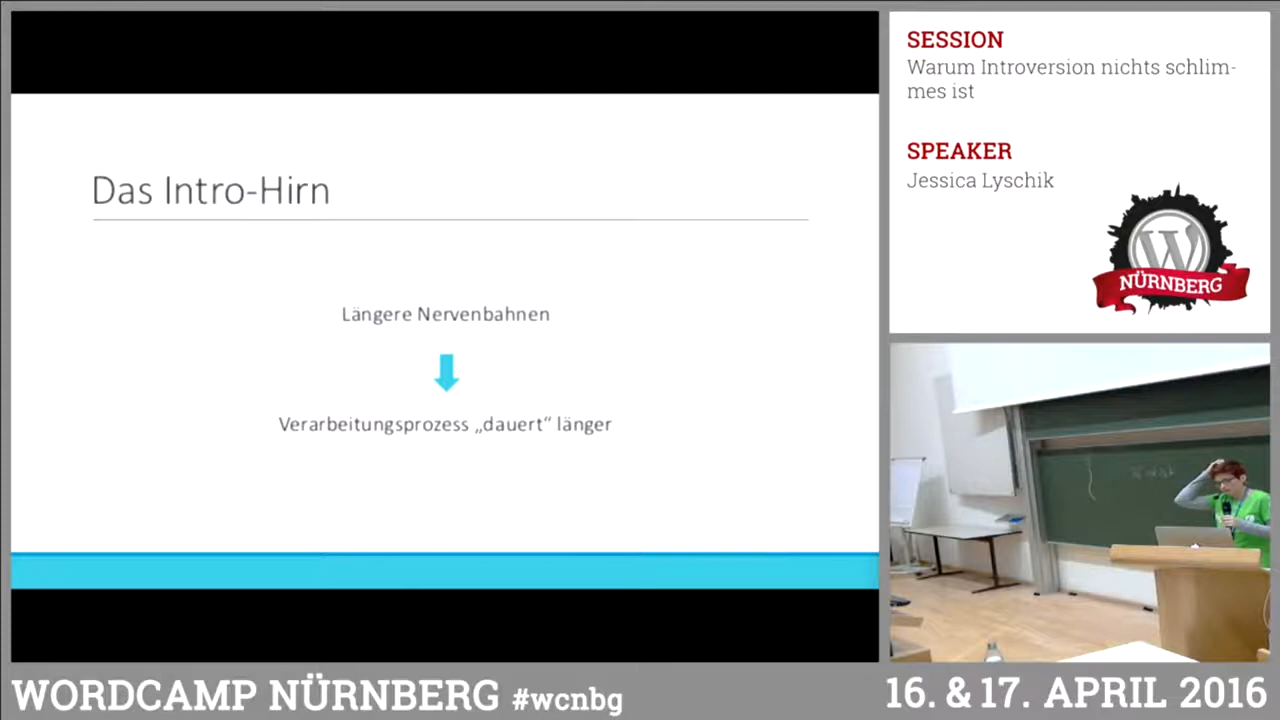 Das Intro-Hirn
Längere Nervenbahnen
Verarbeitungsprozess „dauert“ länger
SESSION
Warum Introversion nichts schlim-
mes ist
SPEAKER
Jessica Lyschik
W
NÜRNBERG
WORDCAMP NÜRNBERG #wcnbg
16. & 17. APRIL 2016